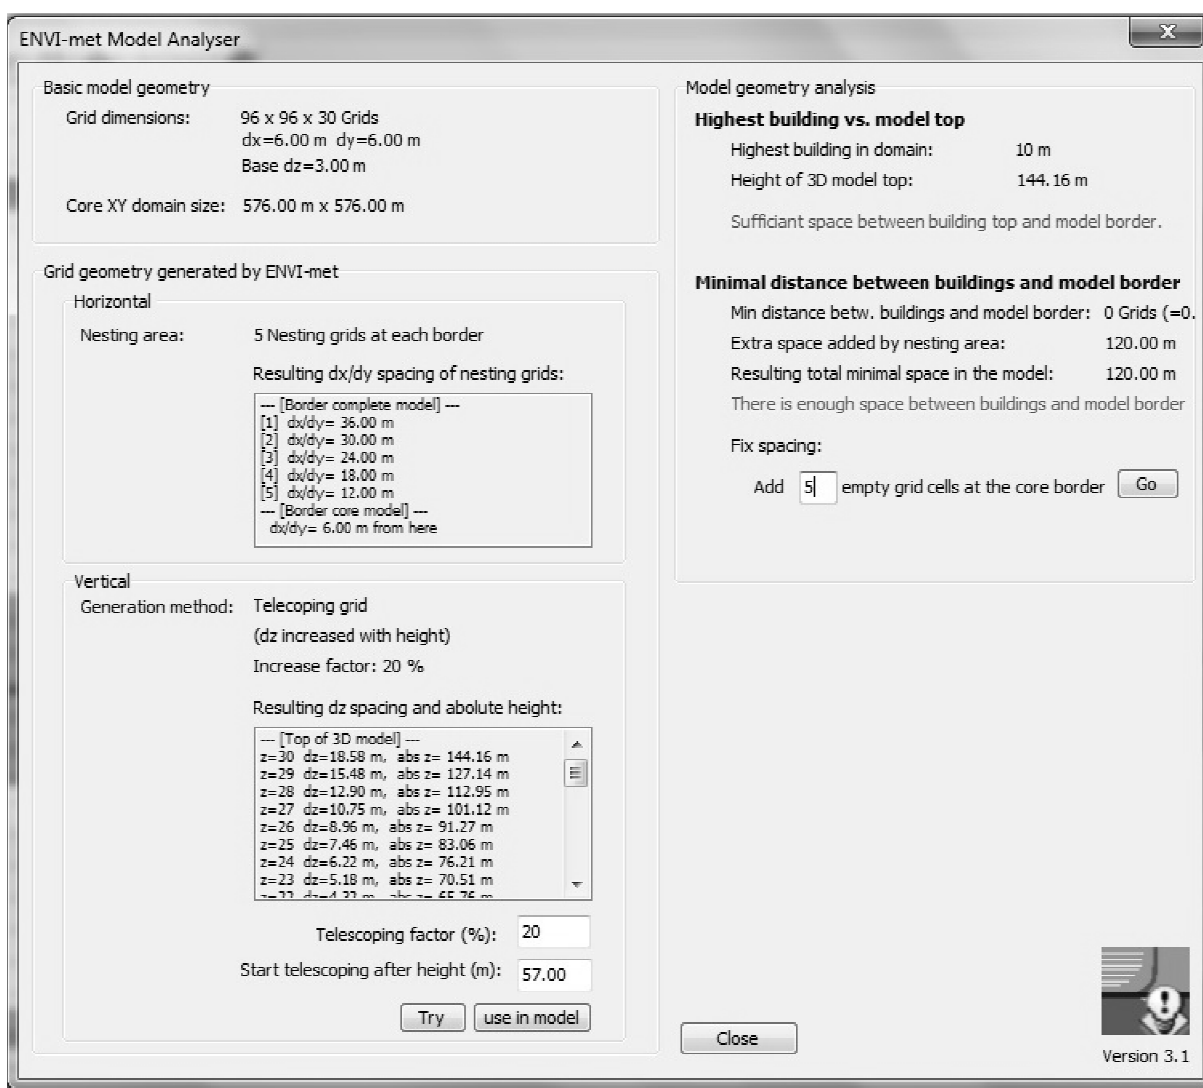 ENVI-met Model Analyser
x
Basic model geometry
Grid dimensions: 96 x 96 x 30 Grids
dx=6.00 m dy=6.00 m
Base dz=3.00 m
Core XY domain size: 576.00 m x 576.00 m
Grid geometry generated by ENVI-met
Horizontal
Nesting area: 5 Nesting grids at each border
Resulting dx/dy spacing of nesting grids:
--- [Border complete model] ---
[1] dx/dy= 36.00 m
[2] dx/dy= 30.00 m
[3] dx/dy= 24.00 m
[4] dx/dy= 18.00 m
[5] dx/dy= 12.00 m
--- [Border core model] ---
dx/dy= 6.00 m from here
Vertical
Generation method: Telecoping grid
(dz increased with height)
Increase factor: 20 %
Resulting dz spacing and abolute height:
--- [Top of 3D model] ---
z=30 dz=18.58 m, abs z= 144.16 m
z=29 dz=15.48 m, abs z= 127.14 m
z=28 dz=12.90 m, abs z= 112.95 m
z=27 dz=10.75 m, abs z= 101.12 m
z=26 dz=8.96 m, abs z= 91.27 m
z=25 dz=7.46 m, abs z= 83.06 m
z=24 dz=6.22 m, abs z= 76.21 m
z=23 dz=5.18 m, abs z= 70.51 m
Telescoping factor (%): 20
Start telescoping after height (m): 57.00
Try use in model
Model geometry analysis
Highest building vs. model top
Highest building in domain: 10 m
Height of 3D model top: 144.16 m
Sufficiant space between building top and model border.
Minimal distance between buildings and model border
Min distance betw. buildings and model border: 0 Grids (=0.
Extra space added by nesting area: 120.00 m
Resulting total minimal space in the model: 120.00 m
There is enough space between buildings and model border
Fix spacing:
Add 5 empty grid cells at the core border Go
Close
Version 3.1